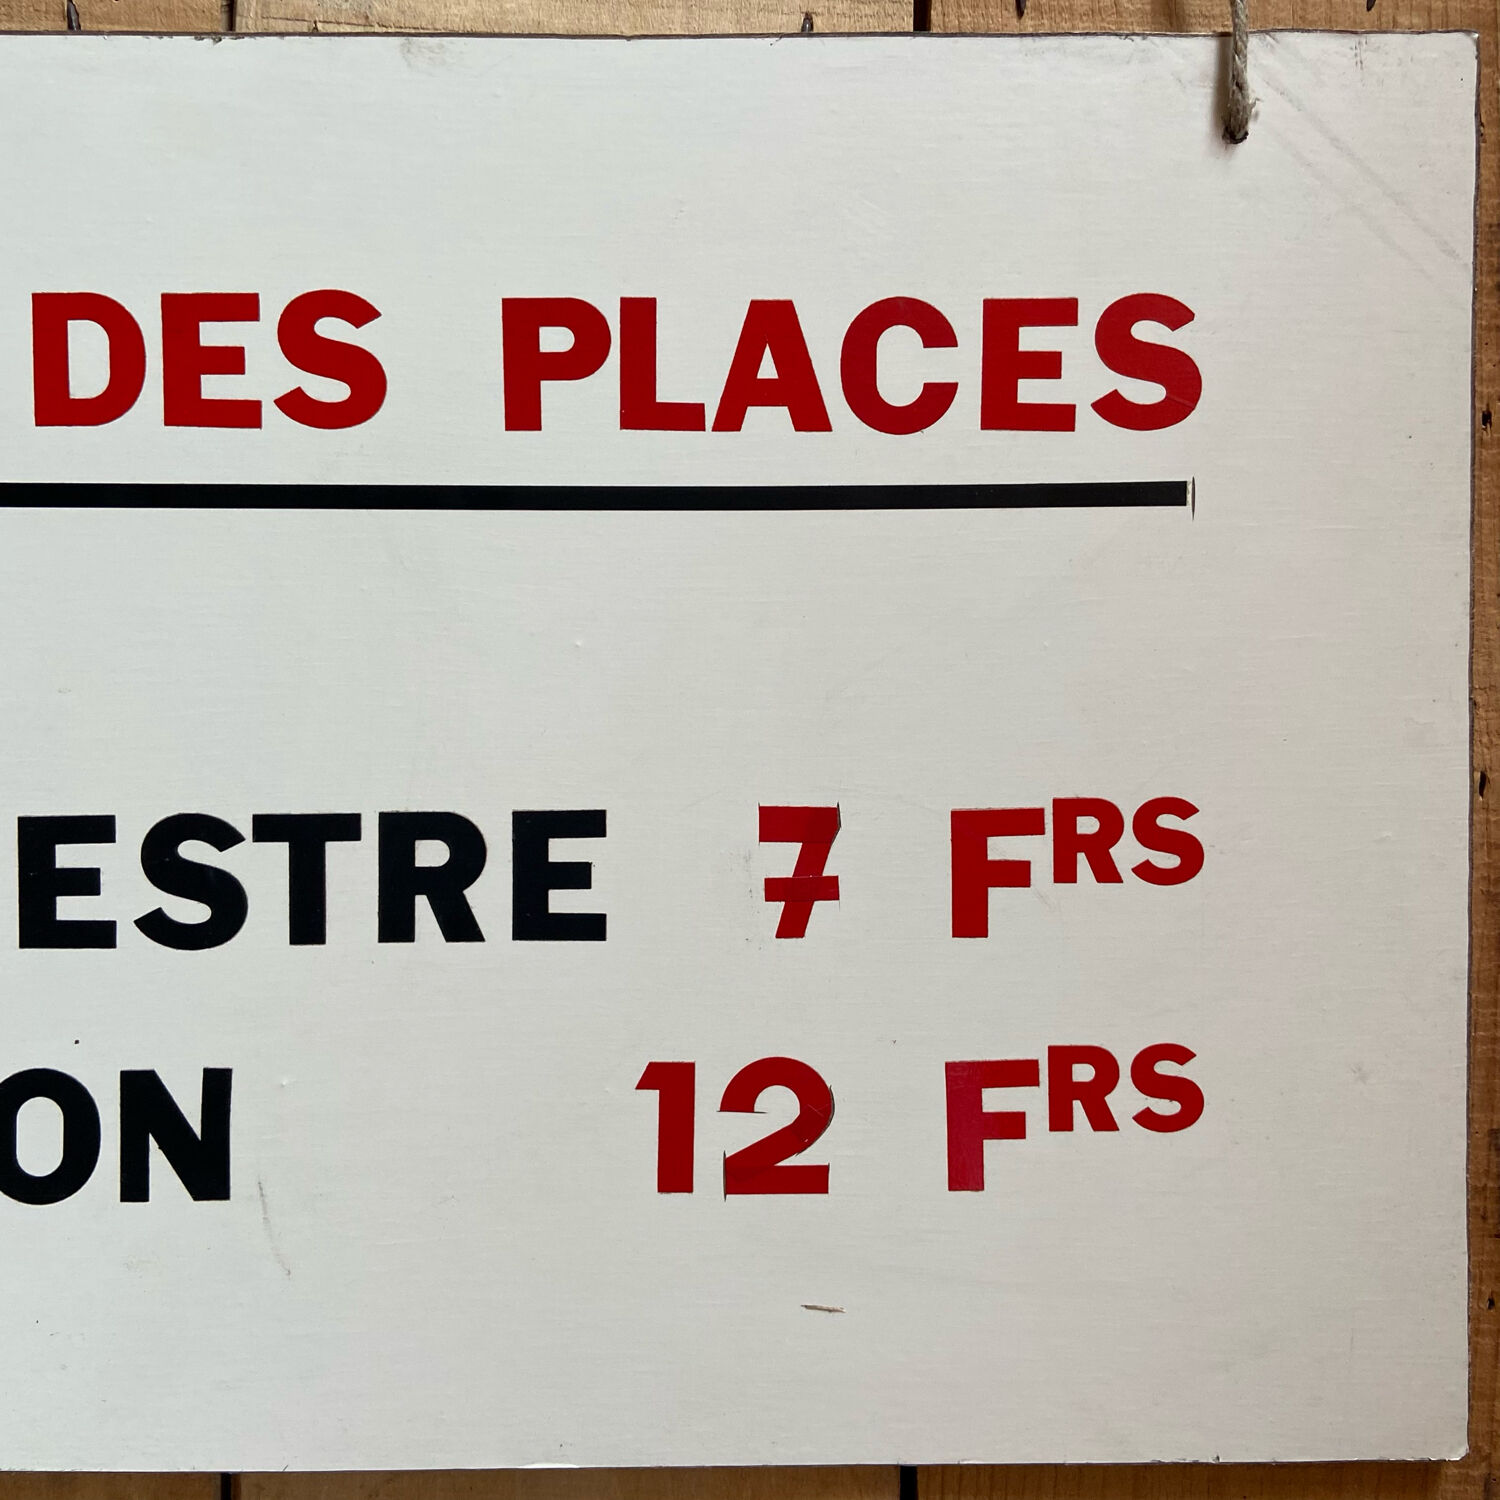 DES PLACES
ESTRE 7 FRS
ON 12 FRS